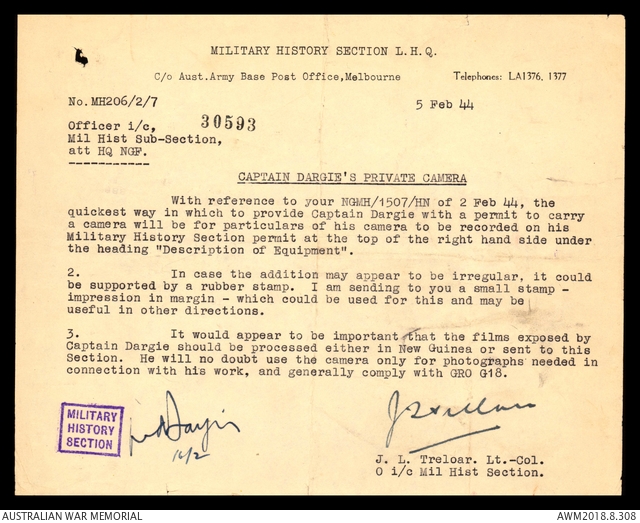 MILITARY HISTORY SECTION L.H.Q.
C/o Aust.Army Base Post Office,Melbourne
Telephones: LA1376, 1377
No.MH206/2/7
5 Feb 44
Officer i/c,
30593
Mil Hist Sub-Section,
att HQ NGF.
-----------
CAPTAIN DARGIE'S PRIVATE CAMERA
With reference to your NGMH/1507/HN of 2 Feb 44, the
quickest way in which to provide Captain Dargie with a permit to carry
a camera will be for particulars of his camera to be recorded on his
Military History Section permit at the top of the right hand side under
the heading "Description of Equipment".
2. In case the addition may appear to be irregular, it could
be supported by a rubber stamp. I am sending to you a small stamp -
impression in margin - which could be used for this and may be
useful in other directions.
3. It would appear to be important that the films exposed by
Captain Dargie should be processed either in New Guinea or sent to this
Section. He will no doubt use the camera only for photographs needed in
connection with his work, and generally comply with GRO G18.
MILITARY
HISTORY
SECTION
J. L. Treloar. Lt-Col.
O i/c Mil Hist Section.
AUSTRALIAN WAR MEMORIAL
AWM2018.8.308